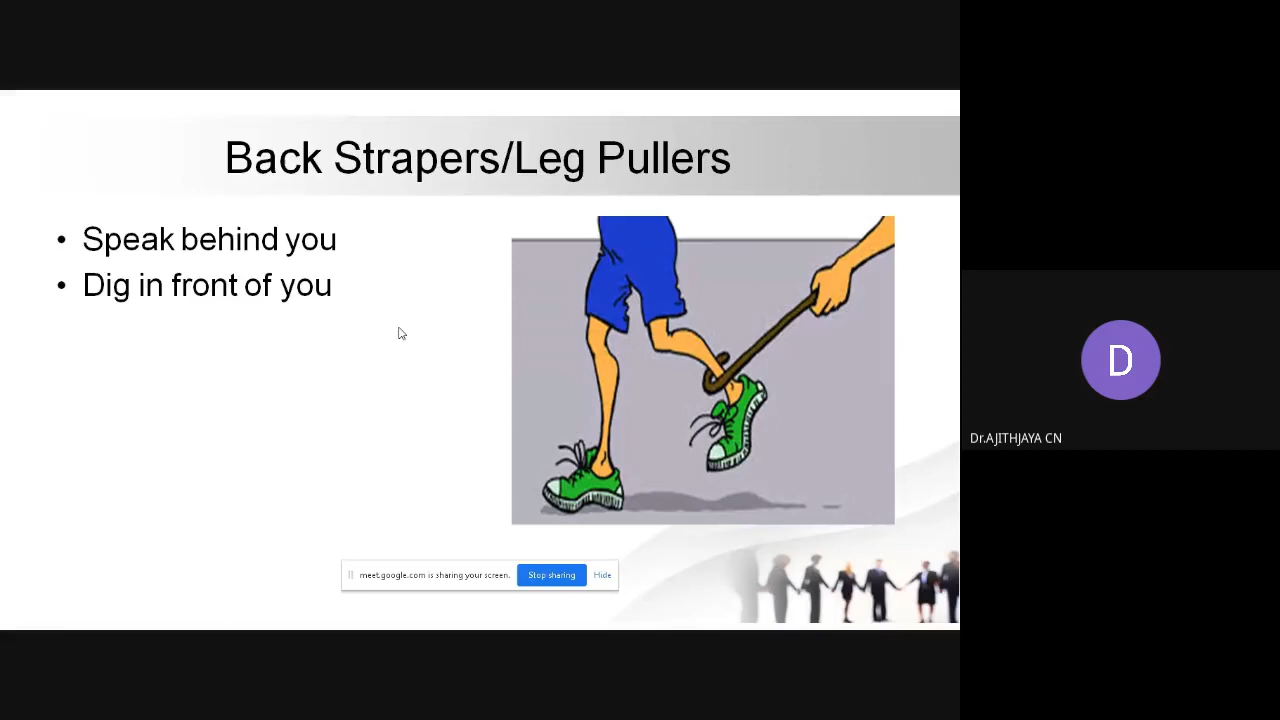 Back Strapers/Leg Pullers
• Speak behind you
• Dig in front of you
meet.google.com is sharing your screen. Stop sharing Hide
D
Dr.AJITHJAYA CN